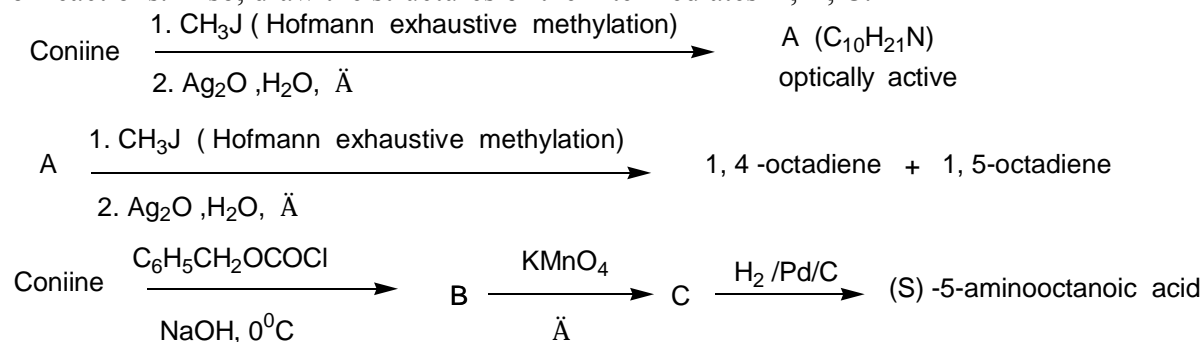 Coniine 1. CH₃J ( Hofmann exhaustive methylation) A (C₁₀H₂₁N)
2. Ag₂O ,H₂O, Ä optically active
A 1. CH₃J ( Hofmann exhaustive methylation) 1, 4 -octadiene + 1, 5-octadiene
2. Ag₂O ,H₂O, Ä
Coniine C₆H₅CH₂OCOCl B KMnO₄ C H₂ /Pd/C (S) -5-aminooctanoic acid
NaOH, 0⁰C Ä